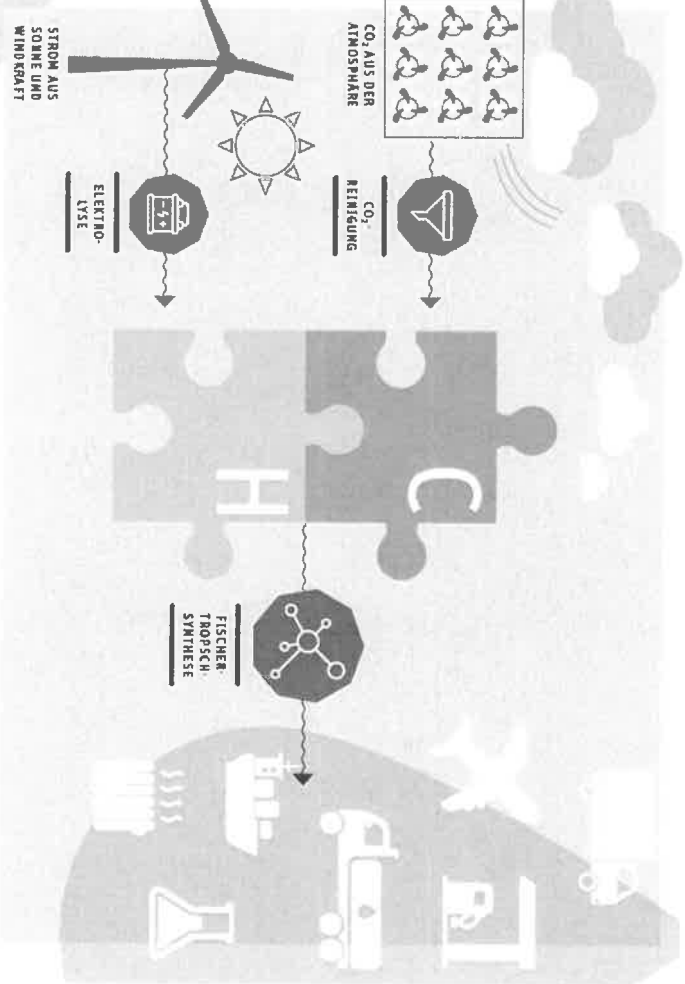 CO₂ AUS DER
ATMOSPHÄRE
CO₂-
REINIGUNG
STROM AUS
SONNE UND
WINDKRAFT
ELEKTRO-
LYSE
C
H
FISCHER-
TROPSCH-
SYNTHESE